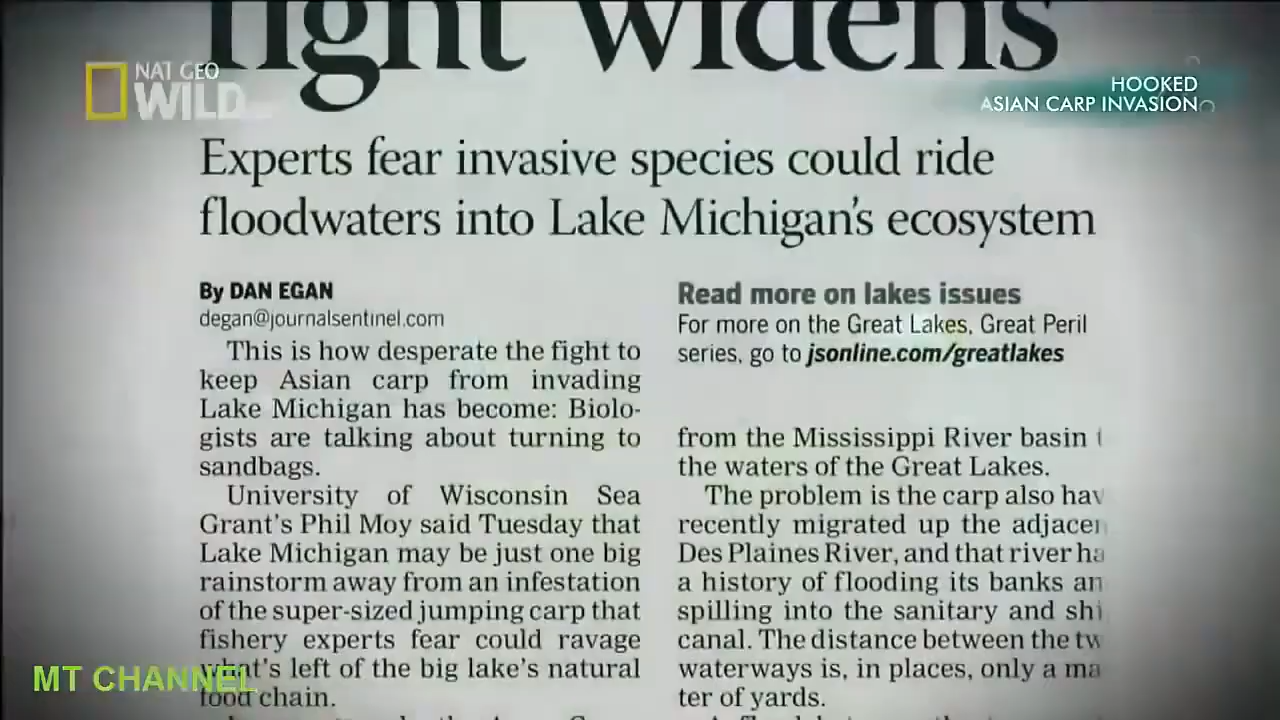 fight widens
NAT GEO
WILD
HOOKED
ASIAN CARP INVASION
Experts fear invasive species could ride
floodwaters into Lake Michigan's ecosystem
By DAN EGAN
degan@journalsentinel.com
This is how desperate the fight to
keep Asian carp from invading
Lake Michigan has become: Biolo-
gists are talking about turning to
sandbags.
University of Wisconsin Sea
Grant's Phil Moy said Tuesday that
Lake Michigan may be just one big
rainstorm away from an infestation
of the super-sized jumping carp that
fishery experts fear could ravage
what's left of the big lake's natural
food chain.
Read more on lakes issues
For more on the Great Lakes, Great Peril
series, go to jsonline.com/greatlakes
from the Mississippi River basin
the waters of the Great Lakes.
The problem is the carp also hav
recently migrated up the adjacen
Des Plaines River, and that river ha
a history of flooding its banks an
spilling into the sanitary and shi
canal. The distance between the tw
waterways is, in places, only a ma
ter of yards.
MT CHANNEL